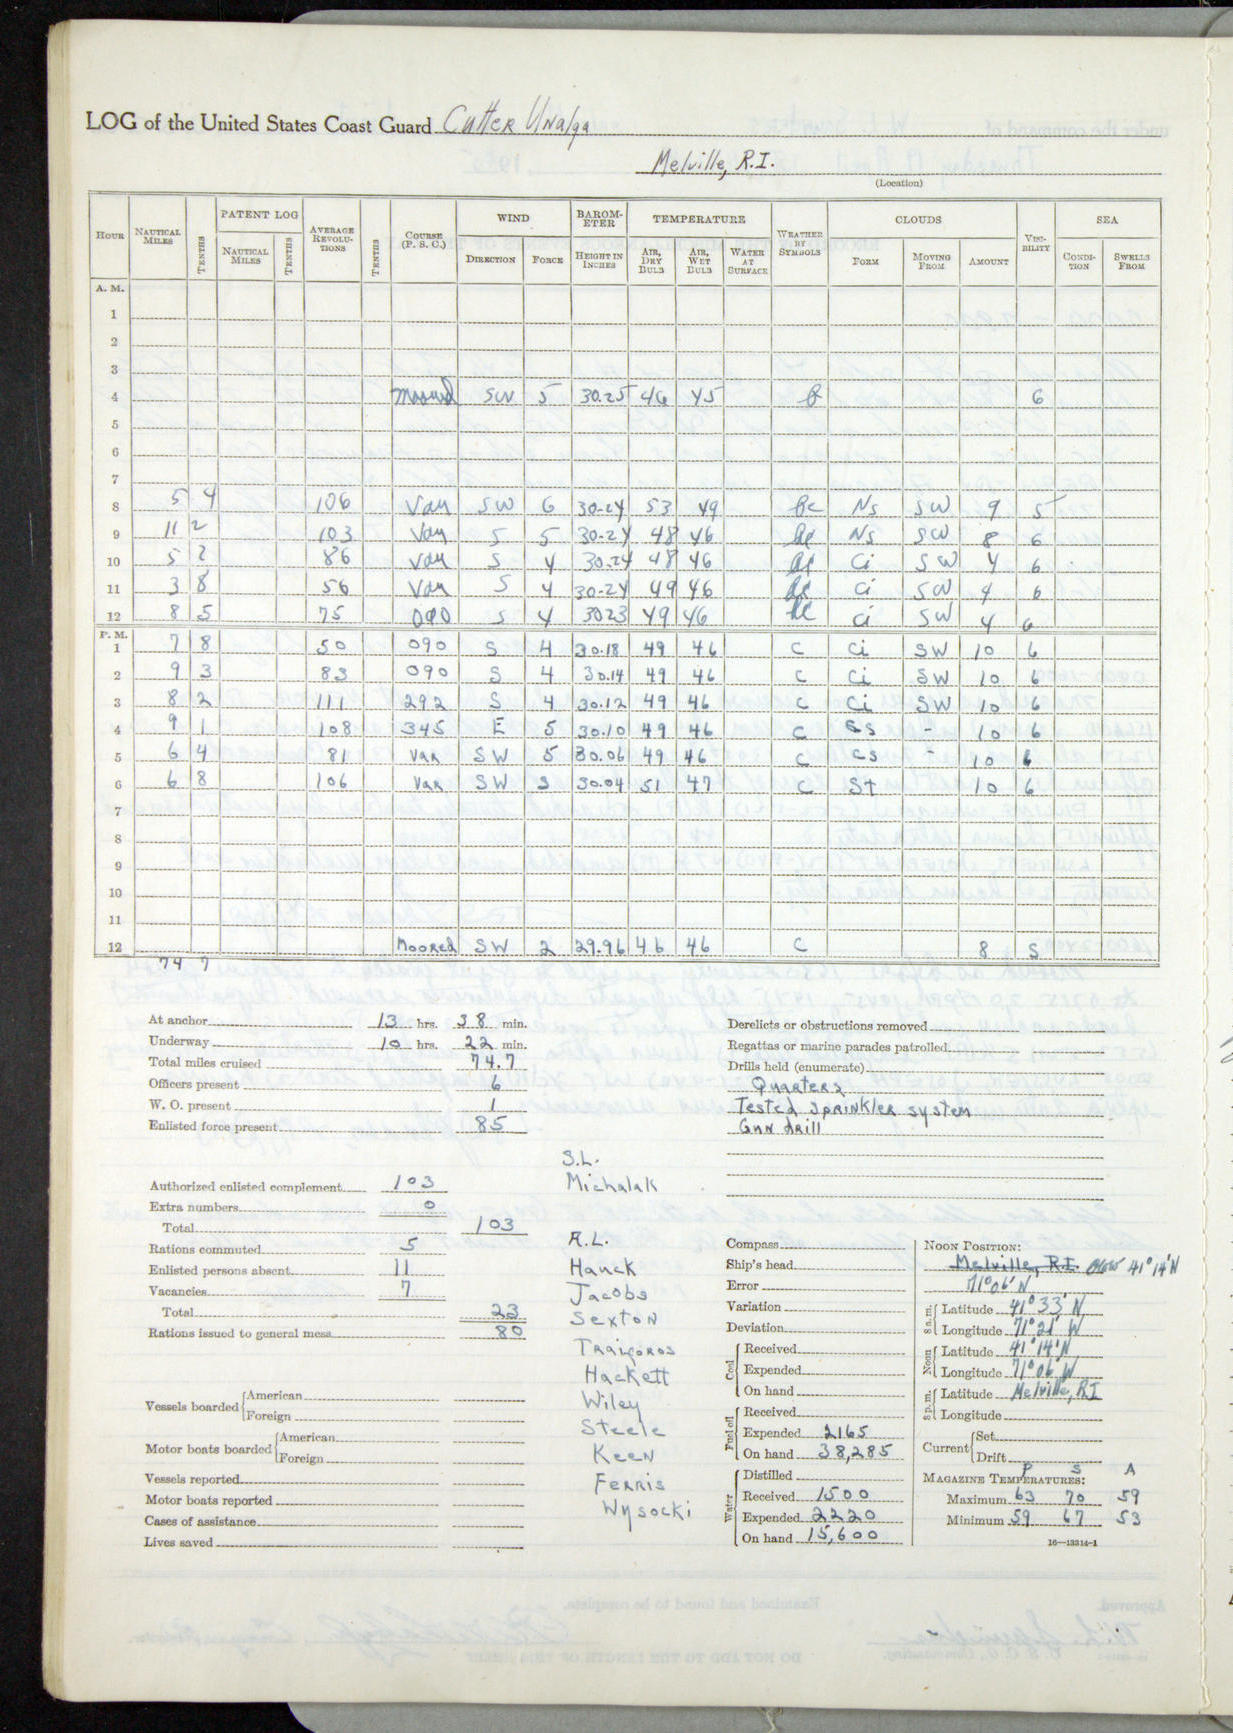 LOG of the United States Coast Guard Cutter Unalga
Melville, R.I.
(Location)
HOUR NAUTICAL MILES TENTHS PATENT LOG NAUTICAL MILES TENTHS AVERAGE REVOLUTIONS TENTHS COURSE (P. S. C.) WIND DIRECTION FORCE BAROMETER HEIGHT IN INCHES TEMPERATURE AIR, DRY BULB AIR, WET BULB WATER AT SURFACE WEATHER BY SYMBOLS CLOUDS FORM MOVING FROM AMOUNT VISIBILITY SEA CONDITION SWELLS FROM
A. M.
1
2
3
4 Moored SW 5 30.25 46 45 6
5
6
7
8 5 4 106 Var SW 6 30.24 53 49 bc Ns SW 9 5
9 11 2 103 Var S 5 30.24 48 46 bc Ns SW 8 6
10 5 2 86 Var S 4 30.24 48 46 bc Ci SW 4 6
11 3 8 56 Var S 4 30.24 49 46 bc Ci SW 4 6
12 8 5 75 090 S 4 3023 49 46 bc Ci SW 4 6
P. M.
1 7 8 50 090 S 4 30.18 49 46 C Ci SW 10 6
2 9 3 83 090 S 4 30.14 49 46 C Ci SW 10 6
3 8 2 111 292 S 4 30.12 49 46 C Ci SW 10 6
4 9 1 108 345 E 5 30.10 49 46 C Cs - 10 6
5 6 4 81 Var SW 5 30.06 49 46 C Cs - 10 6
6 6 8 106 Var SW 3 30.04 51 47 C St 10 6
7
8
9
10
11
12 Moored SW 2 29.96 46 46 C 8 5
74 7
At anchor 13 hrs. 38 min.
Underway 10 hrs. 22 min.
Total miles cruised 74.7
Officers present 6
W. O. present 1
Enlisted force present 85
Derelicts or obstructions removed
Regattas or marine parades patrolled
Drills held (enumerate)
Quarters
Tested sprinkler system
Gun drill
Authorized enlisted complement 103
Extra numbers 0
Total 103
Rations commuted 5
Enlisted persons absent 11
Vacancies 7
Total 23
Rations issued to general mess 80
Vessels boarded American
Foreign
Motor boats boarded American
Foreign
Vessels reported
Motor boats reported
Cases of assistance
Lives saved
S.L.
Michalak
A.L.
Hanck
Jacobs
Sexton
Traigoros
Hackett
Wiley
Steele
Keen
Ferris
Wysocki
Compass
Ship's head
Error
Variation
Deviation
Coal Received
Expended
On hand
Fuel oil Received
Expended 2165
On hand 38,285
Water Distilled
Received 1500
Expended 2220
On hand 15,600
NOON POSITION:
Melville, R.I. 41°14'N
71°06' N
8 a.m. Latitude 41°33' N
Longitude 71°21' W
Noon Latitude 41°14'N
Longitude 71°06'W
8 p.m. Latitude Melville, RI
Longitude
Current Set
Drift
P S A
MAGAZINE TEMPERATURES:
Maximum 63 70 59
Minimum 59 67 53
16—13314-1